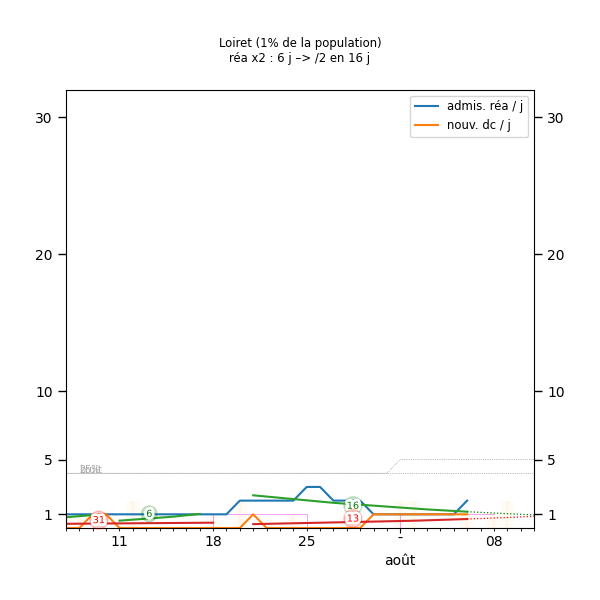 Loiret (1% de la population)
réa x2 : 6 j –> /2 en 16 j
admis. réa / j
nouv. dc / j
30 30
20 20
10 10
5 5
1 1
31 6 16 13
11 18 25 - 08
août